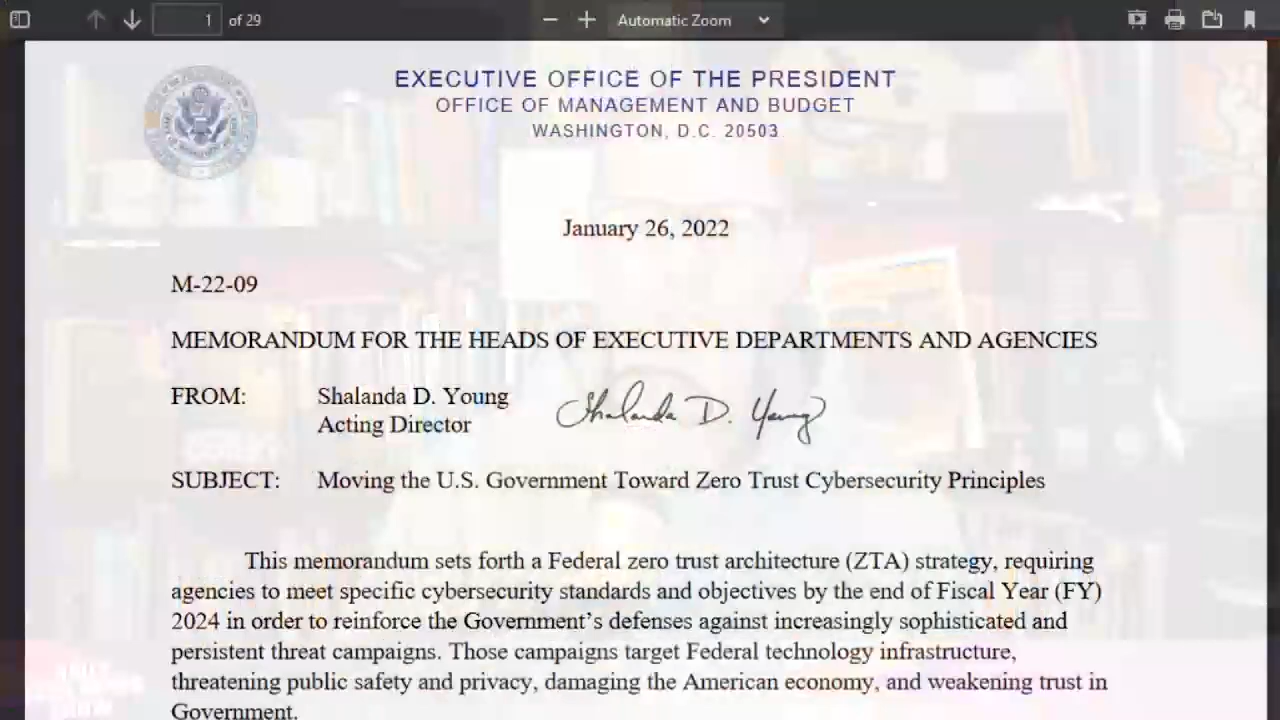 1 of 29
Automatic Zoom
EXECUTIVE OFFICE OF THE PRESIDENT
OFFICE OF MANAGEMENT AND BUDGET
WASHINGTON, D.C. 20503
January 26, 2022
M-22-09
MEMORANDUM FOR THE HEADS OF EXECUTIVE DEPARTMENTS AND AGENCIES
FROM: Shalanda D. Young
Shalanda D. Young
Acting Director
SUBJECT: Moving the U.S. Government Toward Zero Trust Cybersecurity Principles
This memorandum sets forth a Federal zero trust architecture (ZTA) strategy, requiring
agencies to meet specific cybersecurity standards and objectives by the end of Fiscal Year (FY)
2024 in order to reinforce the Government's defenses against increasingly sophisticated and
persistent threat campaigns. Those campaigns target Federal technology infrastructure,
threatening public safety and privacy, damaging the American economy, and weakening trust in
Government.